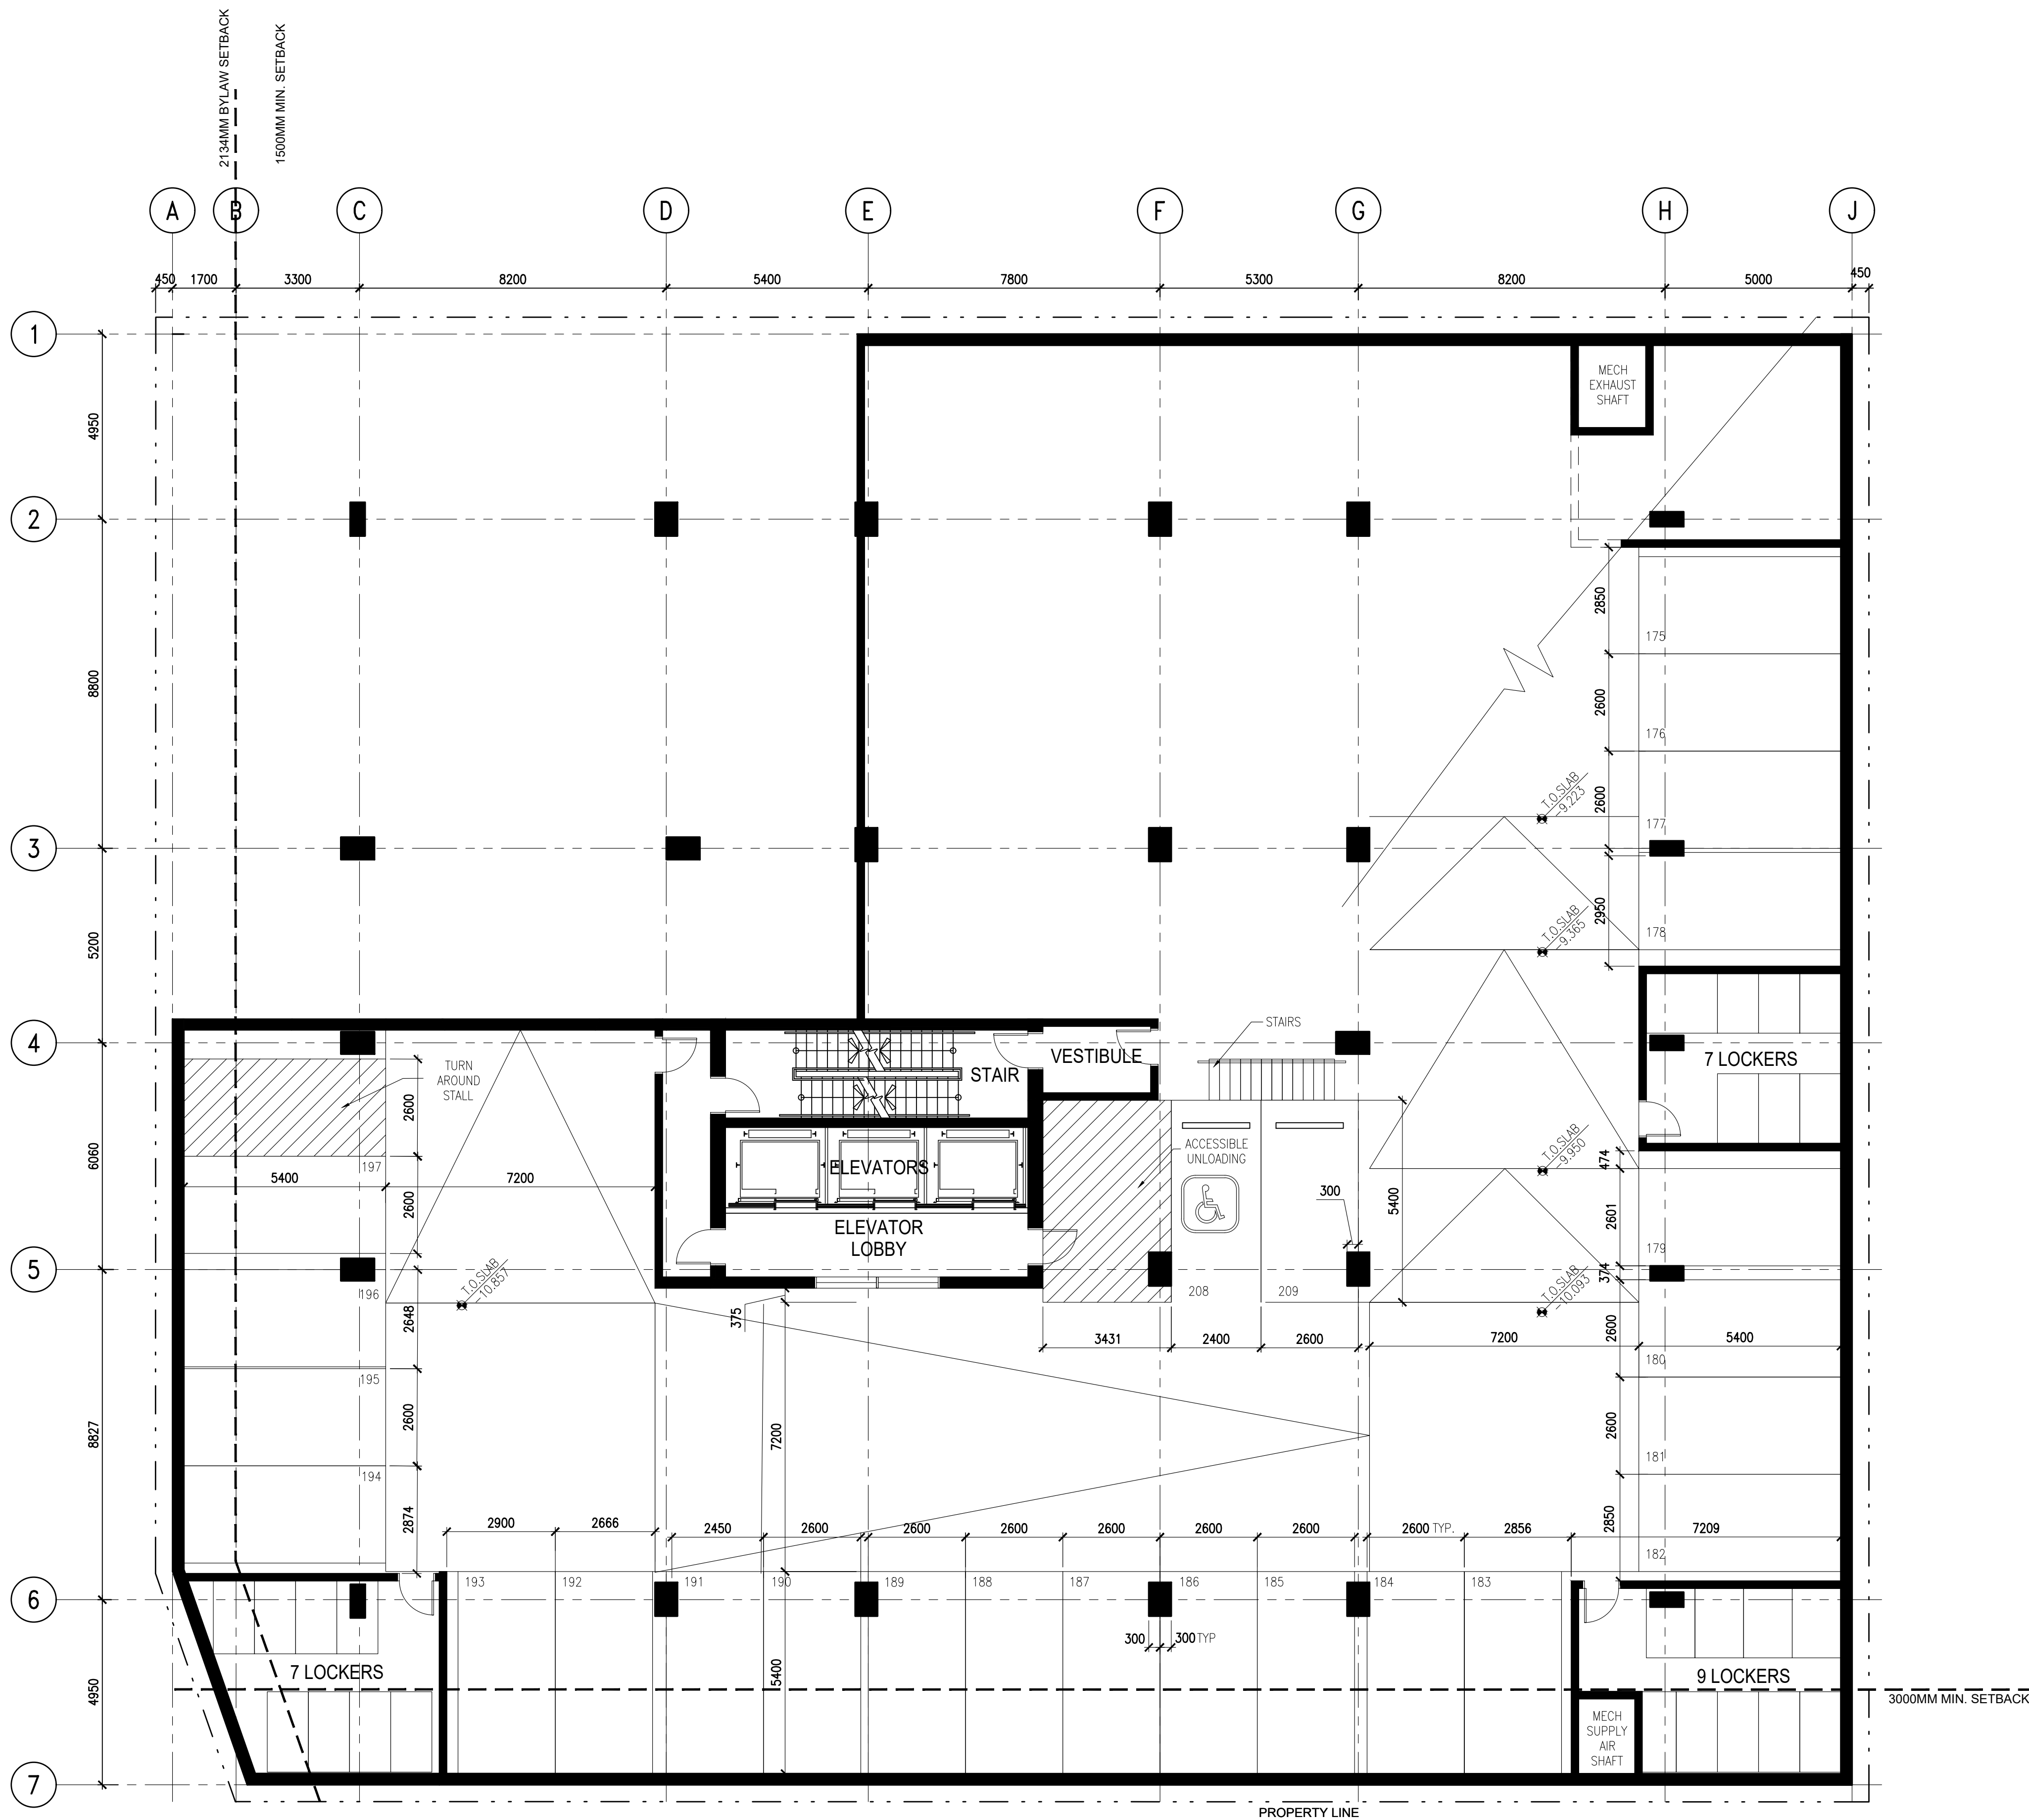 2134MM BYLAW SETBACK
1500MM MIN. SETBACK
A
B
C
D
E
F
G
H
J
450
1700
3300
8200
5400
7800
5300
8200
5000
450
1
2
3
4
5
6
7
4950
8800
5200
6060
8827
4950
MECH
EXHAUST
SHAFT
2850
175
2600
176
2600
177
T.O.SLAB
-9.223
2950
178
T.O.SLAB
-9.365
STAIRS
7 LOCKERS
VESTIBULE
STAIR
TURN
AROUND
STALL
2600
197
5400
7200
2600
ELEVATORS
ELEVATOR
LOBBY
ACCESSIBLE
UNLOADING
300
5400
T.O.SLAB
-9.950
474
2601
179
374
T.O.SLAB
-10.093
196
T.O.SLAB
-10.857
2648
375
208
209
2600
3431
2400
2600
7200
5400
180
195
2600
7200
2600
181
194
2874
2900
2666
2450
2600
2600
2600
2600
2600
2600
2600 TYP.
2856
2850
7209
182
193
192
191
190
189
188
187
186
185
184
183
300
300 TYP
5400
7 LOCKERS
9 LOCKERS
3000MM MIN. SETBACK
MECH
SUPPLY
AIR
SHAFT
PROPERTY LINE